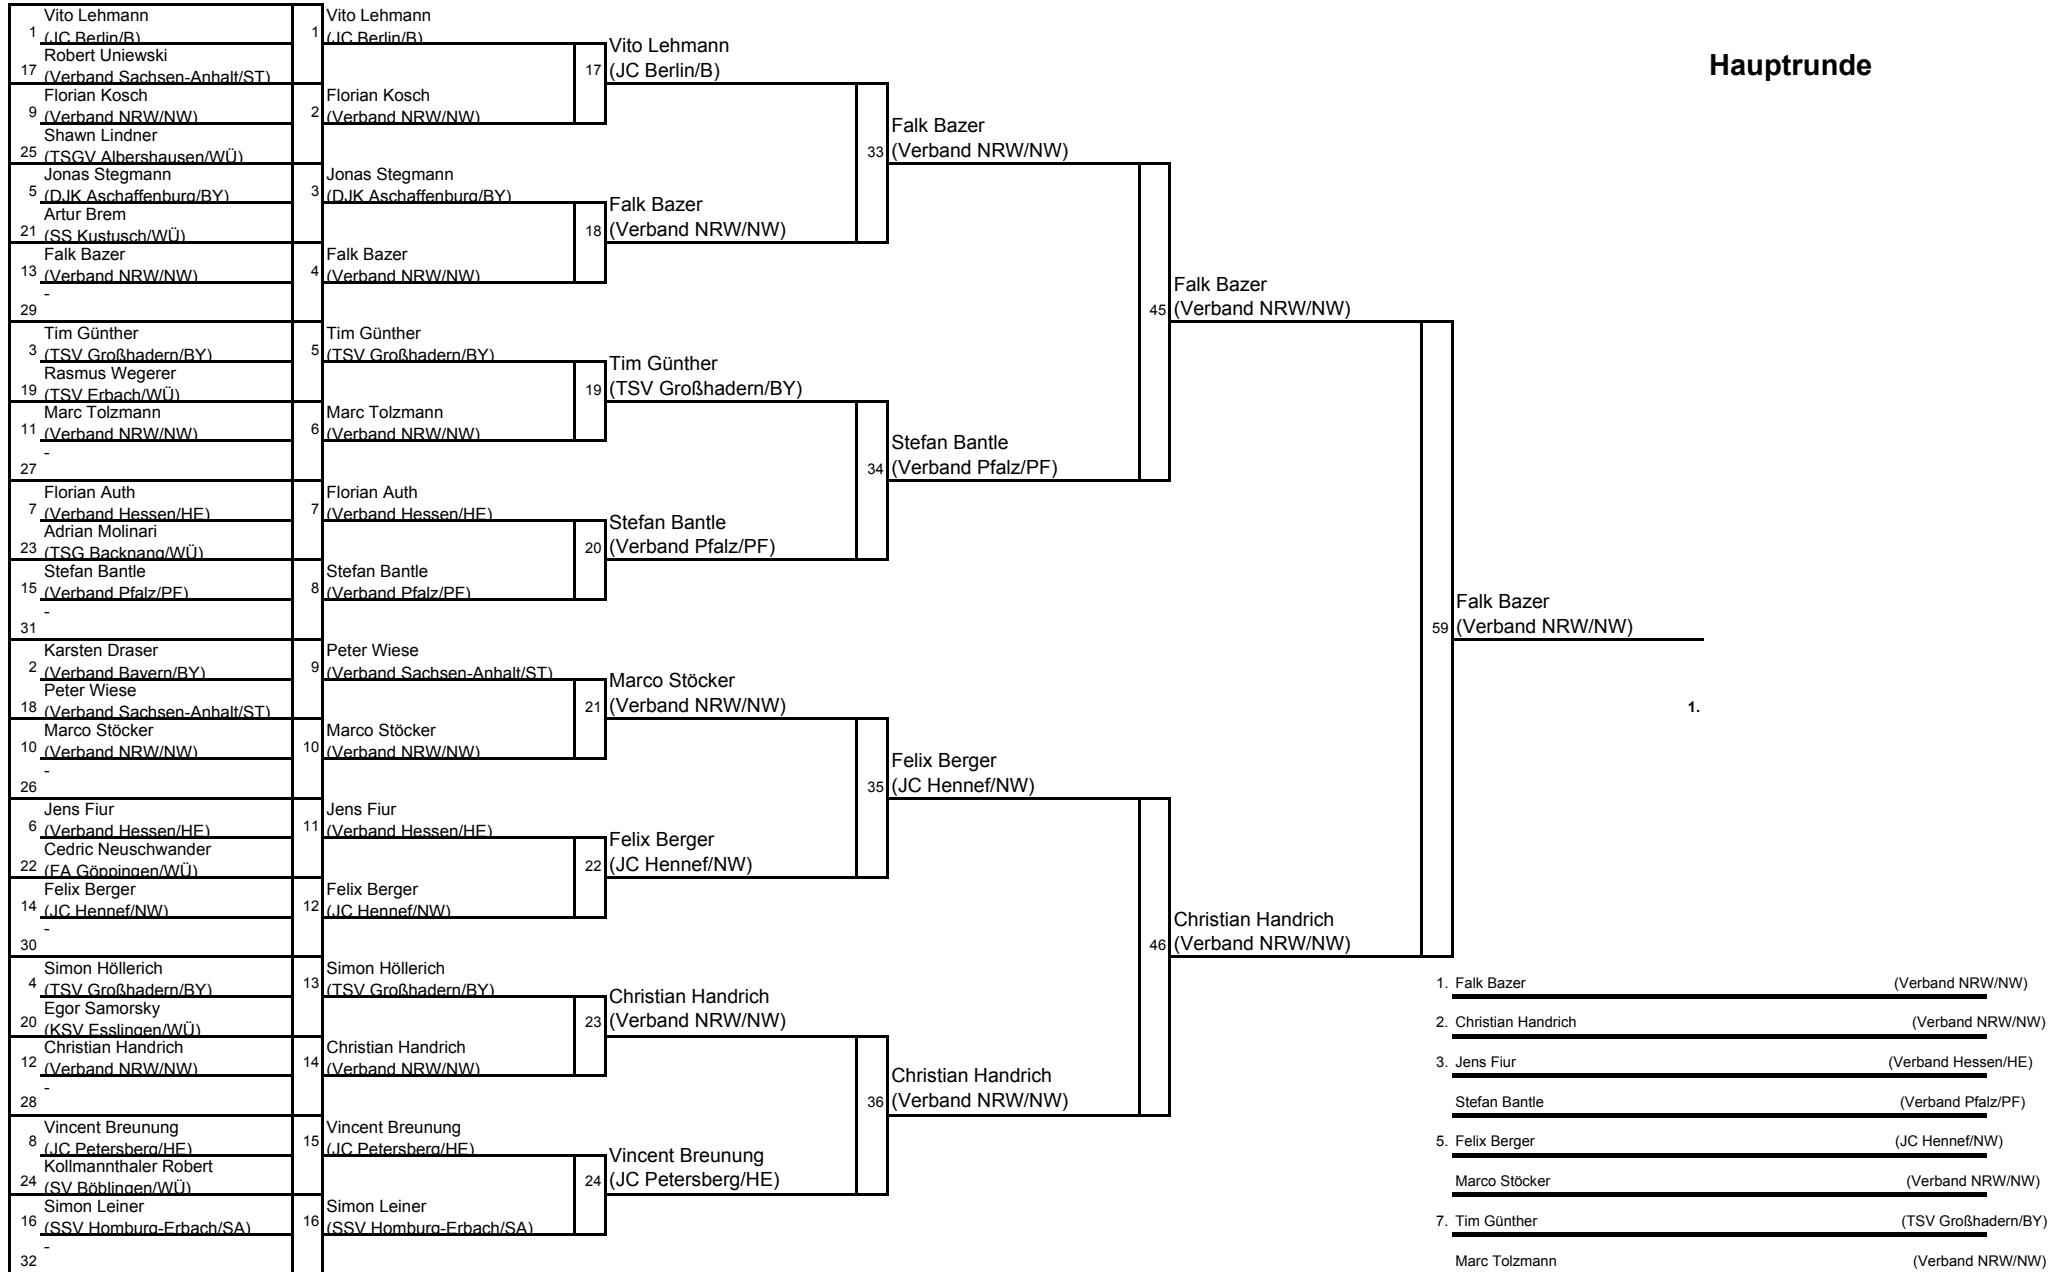 Hauptrunde
1 Vito Lehmann
(JC Berlin/B)
17 Robert Uniewski
(Verband Sachsen-Anhalt/ST)
9 Florian Kosch
(Verband NRW/NW)
25 Shawn Lindner
(TSGV Albershausen/WÜ)
5 Jonas Stegmann
(DJK Aschaffenburg/BY)
21 Artur Brem
(SS Kustusch/WÜ)
13 Falk Bazer
(Verband NRW/NW)
29 -
3 Tim Günther
(TSV Großhadern/BY)
19 Rasmus Wegerer
(TSV Erbach/WÜ)
11 Marc Tolzmann
(Verband NRW/NW)
27 -
7 Florian Auth
(Verband Hessen/HE)
23 Adrian Molinari
(TSG Backnang/WÜ)
15 Stefan Bantle
(Verband Pfalz/PF)
31 -
2 Karsten Draser
(Verband Bayern/BY)
18 Peter Wiese
(Verband Sachsen-Anhalt/ST)
10 Marco Stöcker
(Verband NRW/NW)
26 -
6 Jens Fiur
(Verband Hessen/HE)
22 Cedric Neuschwander
(FA Göppingen/WÜ)
14 Felix Berger
(JC Hennef/NW)
30 -
4 Simon Höllerich
(TSV Großhadern/BY)
20 Egor Samorsky
(KSV Esslingen/WÜ)
12 Christian Handrich
(Verband NRW/NW)
28 -
8 Vincent Breunung
(JC Petersberg/HE)
24 Kollmannthaler Robert
(SV Böblingen/WÜ)
16 Simon Leiner
(SSV Homburg-Erbach/SA)
32 -
1 Vito Lehmann
(JC Berlin/B)
2 Florian Kosch
(Verband NRW/NW)
3 Jonas Stegmann
(DJK Aschaffenburg/BY)
4 Falk Bazer
(Verband NRW/NW)
5 Tim Günther
(TSV Großhadern/BY)
6 Marc Tolzmann
(Verband NRW/NW)
7 Florian Auth
(Verband Hessen/HE)
8 Stefan Bantle
(Verband Pfalz/PF)
9 Peter Wiese
(Verband Sachsen-Anhalt/ST)
10 Marco Stöcker
(Verband NRW/NW)
11 Jens Fiur
(Verband Hessen/HE)
12 Felix Berger
(JC Hennef/NW)
13 Simon Höllerich
(TSV Großhadern/BY)
14 Christian Handrich
(Verband NRW/NW)
15 Vincent Breunung
(JC Petersberg/HE)
16 Simon Leiner
(SSV Homburg-Erbach/SA)
17 Vito Lehmann
(JC Berlin/B)
18 Falk Bazer
(Verband NRW/NW)
19 Tim Günther
(TSV Großhadern/BY)
20 Stefan Bantle
(Verband Pfalz/PF)
21 Marco Stöcker
(Verband NRW/NW)
22 Felix Berger
(JC Hennef/NW)
23 Christian Handrich
(Verband NRW/NW)
24 Vincent Breunung
(JC Petersberg/HE)
33 Falk Bazer
(Verband NRW/NW)
34 Stefan Bantle
(Verband Pfalz/PF)
35 Felix Berger
(JC Hennef/NW)
36 Christian Handrich
(Verband NRW/NW)
45 Falk Bazer
(Verband NRW/NW)
46 Christian Handrich
(Verband NRW/NW)
59 Falk Bazer
(Verband NRW/NW)
1.
1. Falk Bazer (Verband NRW/NW)
2. Christian Handrich (Verband NRW/NW)
3. Jens Fiur (Verband Hessen/HE)
Stefan Bantle (Verband Pfalz/PF)
5. Felix Berger (JC Hennef/NW)
Marco Stöcker (Verband NRW/NW)
7. Tim Günther (TSV Großhadern/BY)
Marc Tolzmann (Verband NRW/NW)